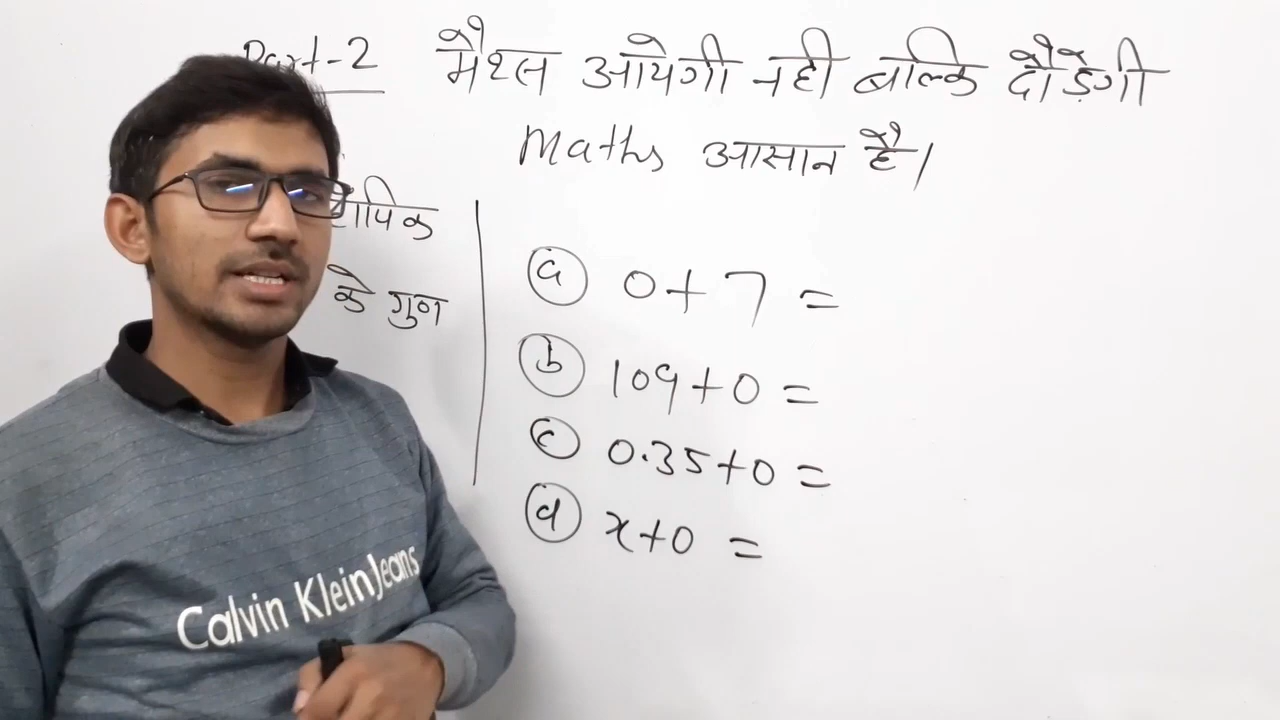 Part-2 मैथ्स आयेगी नही बल्कि दौड़ेगी
Maths आसान है।
टापिक
के गुण
(a) 0+7 =
(b) 109+0 =
(c) 0.35+0 =
(d) x+0 =
Calvin Klein Jeans